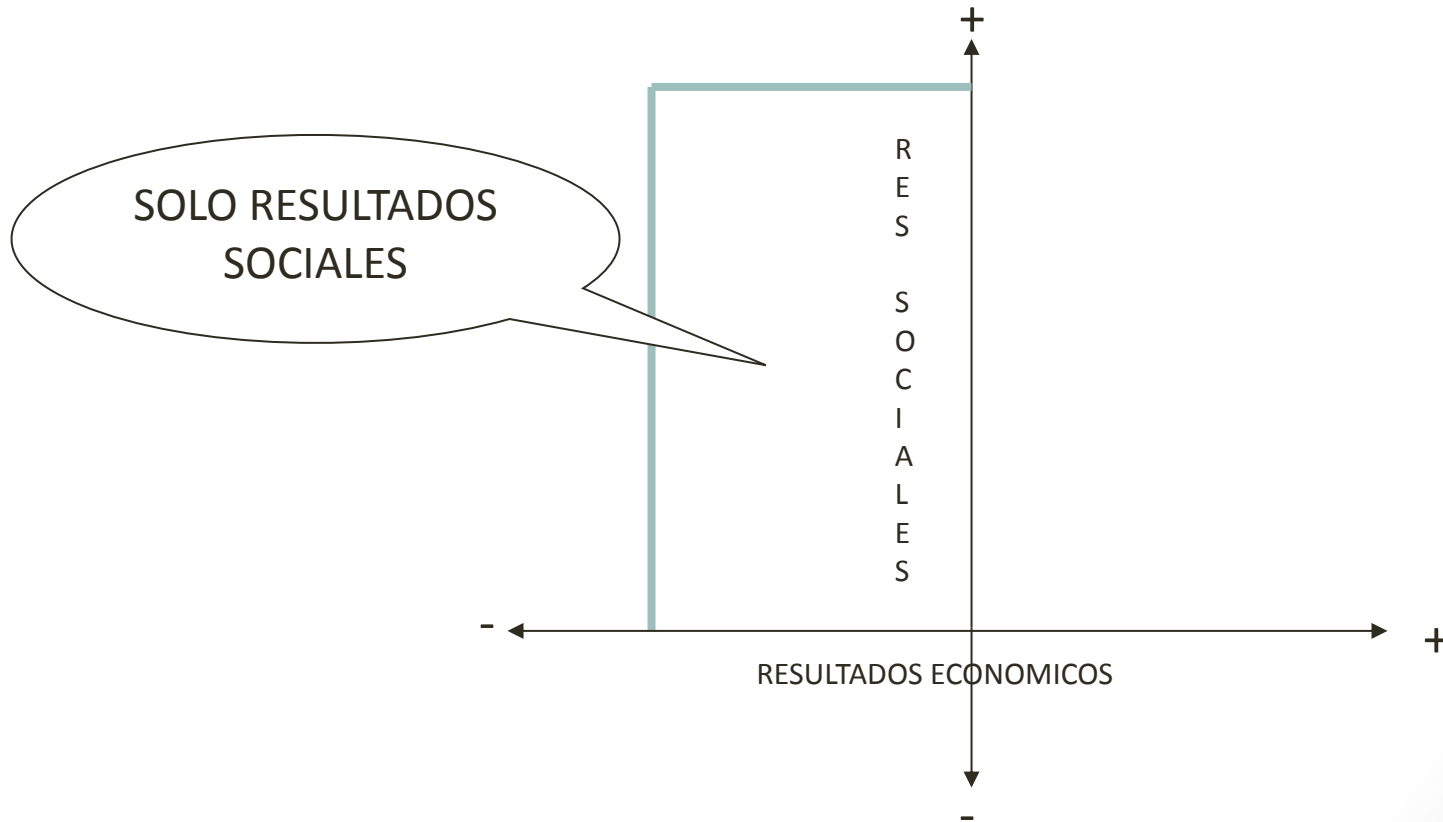 +
SOLO RESULTADOS
SOCIALES
R
E
S
S
O
C
I
A
L
E
S
-
+
RESULTADOS ECONOMICOS
-